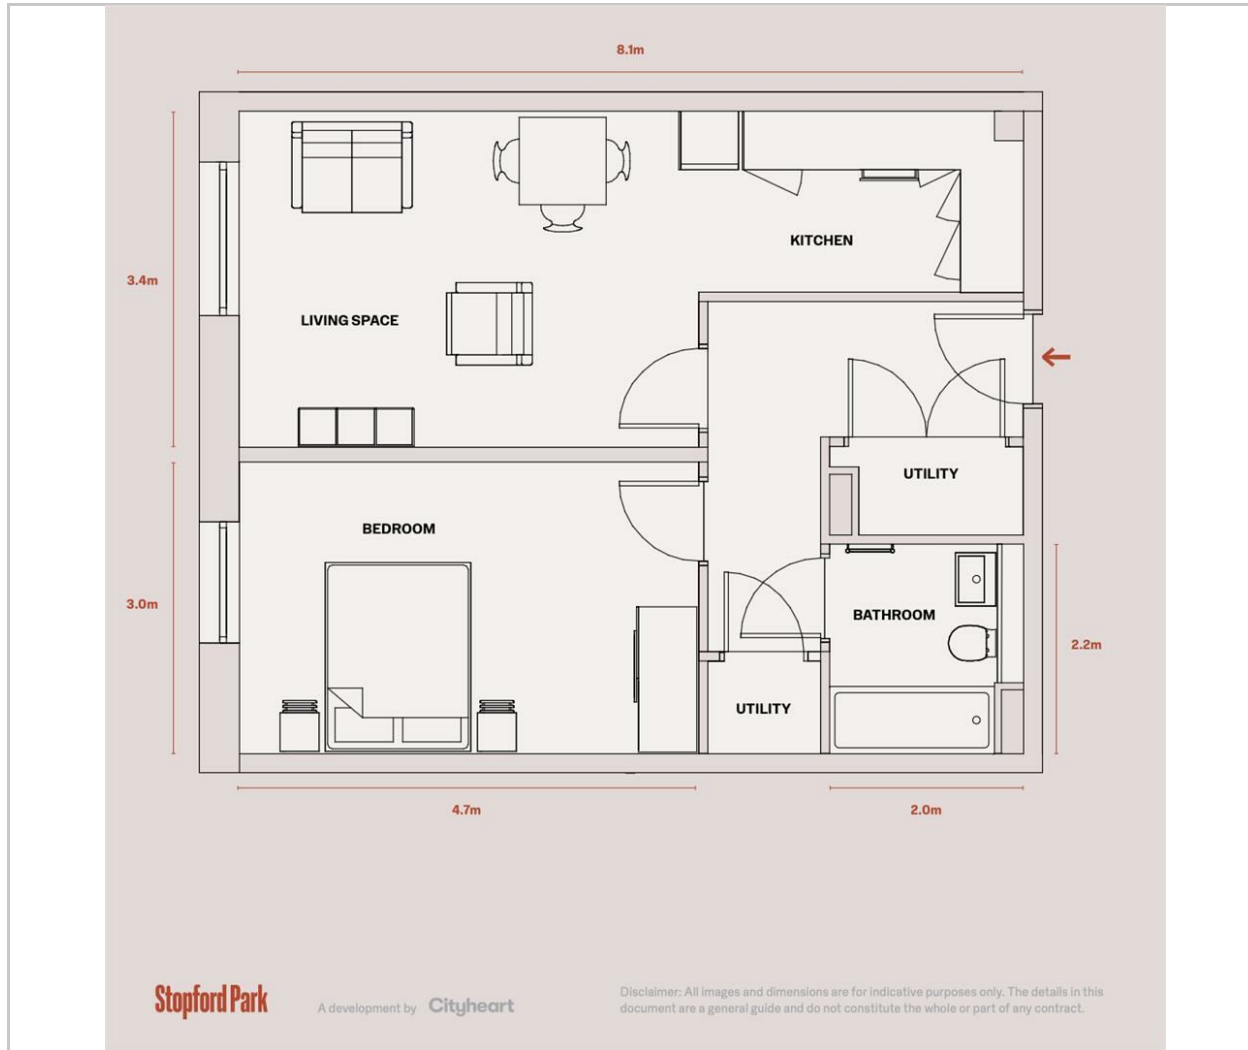 8.1m
KITCHEN
3.4m
LIVING SPACE
UTILITY
BEDROOM
3.0m
BATHROOM
2.2m
UTILITY
4.7m
2.0m
Stopford Park
A development by Cityheart
Disclaimer: All images and dimensions are for indicative purposes only. The details in this
document are a general guide and do not constitute the whole or part of any contract.